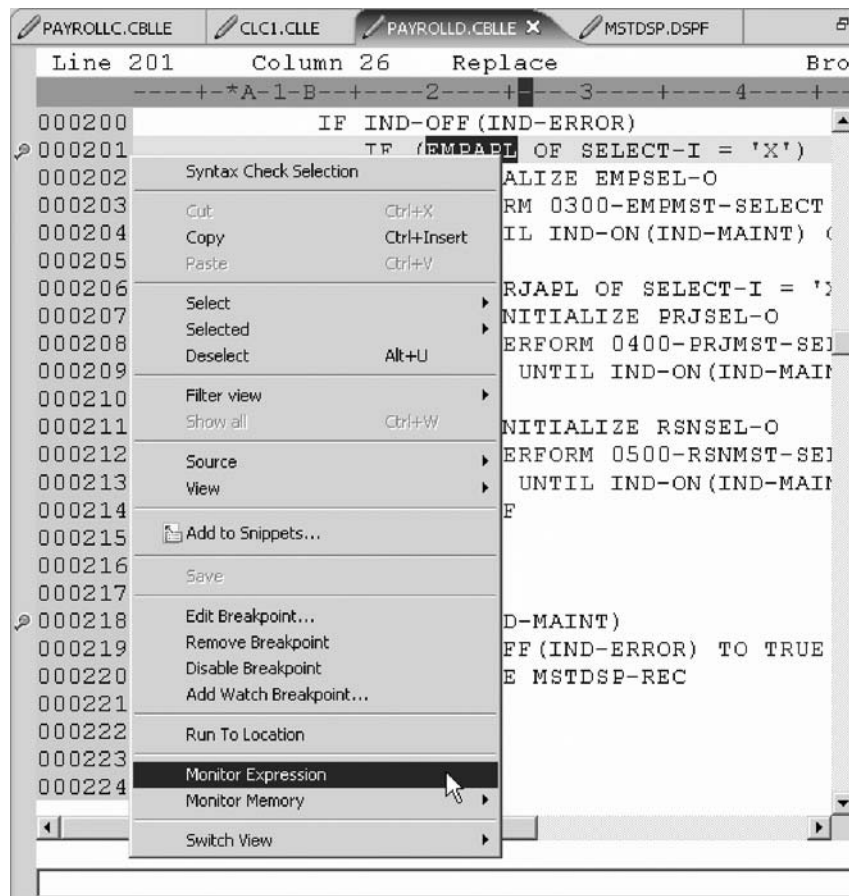 PAYROLLC.CBLLE CLC1.CLLE PAYROLLD.CBLLE MSTDSP.DSPF
Line 201 Column 26 Replace Bro
----+-*A-1-B--+----2----+-----3----+----4----+--
000200 IF IND-OFF(IND-ERROR)
000201 IF (EMPAPL OF SELECT-I = 'X')
000202 ALIZE EMPSEL-O
000203 RM 0300-EMPMST-SELECT
000204 IL IND-ON(IND-MAINT)
000205
000206 RJAPL OF SELECT-I = '
000207 NITIALIZE PRJSEL-O
000208 ERFORM 0400-PRJMST-SE
000209 UNTIL IND-ON(IND-MAI
000210
000211 NITIALIZE RSNSEL-O
000212 ERFORM 0500-RSNMST-SE
000213 UNTIL IND-ON(IND-MAI
000214 F
000215
000216
000217
000218 D-MAINT)
000219 FF(IND-ERROR) TO TRUE
000220 E MSTDSP-REC
000221
000222
000223
000224
Syntax Check Selection
Cut Ctrl+X
Copy Ctrl+Insert
Paste Ctrl+V
Select
Selected
Deselect Alt+U
Filter view
Show all Ctrl+W
Source
View
Add to Snippets...
Save
Edit Breakpoint...
Remove Breakpoint
Disable Breakpoint
Add Watch Breakpoint...
Run To Location
Monitor Expression
Monitor Memory
Switch View